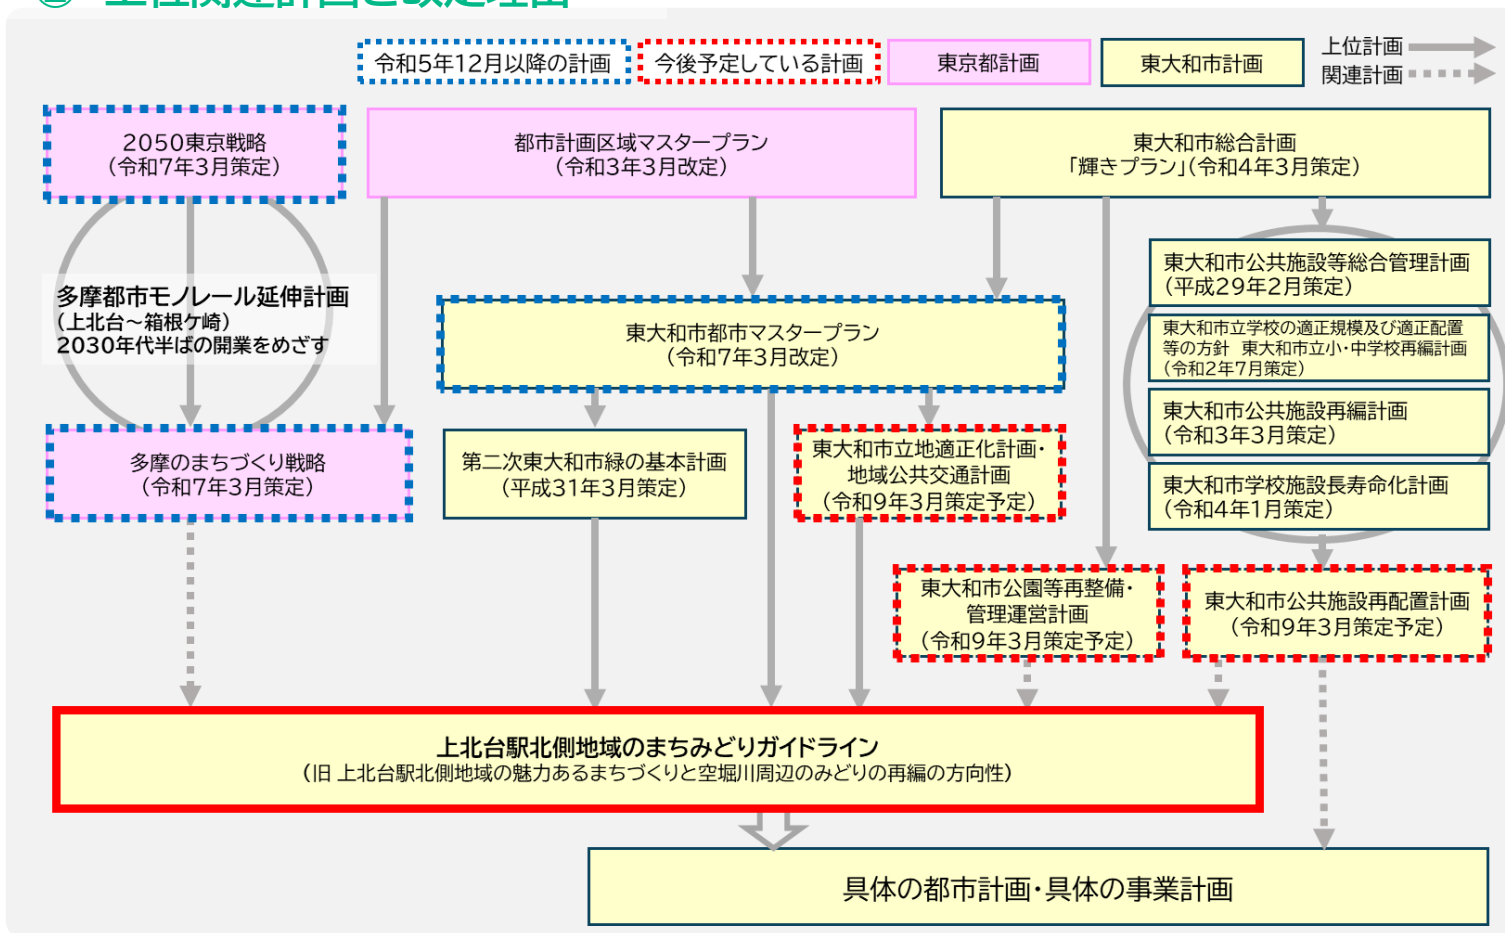 ② 上位関連計画と改定理由
令和5年12月以降の計画
今後予定している計画
東京都計画
東大和市計画
上位計画
関連計画
2050東京戦略
(令和7年3月策定)
都市計画区域マスタープラン
(令和3年3月改定)
東大和市総合計画
「輝きプラン」(令和4年3月策定)
多摩都市モノレール延伸計画
(上北台～箱根ケ崎)
2030年代半ばの開業をめざす
東大和市都市マスタープラン
(令和7年3月改定)
東大和市公共施設等総合管理計画
(平成29年2月策定)
東大和市立学校の適正規模及び適正配置
等の方針 東大和市立小・中学校再編計画
(令和2年7月策定)
東大和市公共施設再編計画
(令和3年3月策定)
東大和市学校施設長寿命化計画
(令和4年1月策定)
多摩のまちづくり戦略
(令和7年3月策定)
第二次東大和市緑の基本計画
(平成31年3月策定)
東大和市立地適正化計画・
地域公共交通計画
(令和9年3月策定予定)
東大和市公園等再整備・
管理運営計画
(令和9年3月策定予定)
東大和市公共施設再配置計画
(令和9年3月策定予定)
上北台駅北側地域のまちみどりガイドライン
(旧 上北台駅北側地域の魅力あるまちづくりと空堀川周辺のみどりの再編の方向性)
具体の都市計画・具体の事業計画